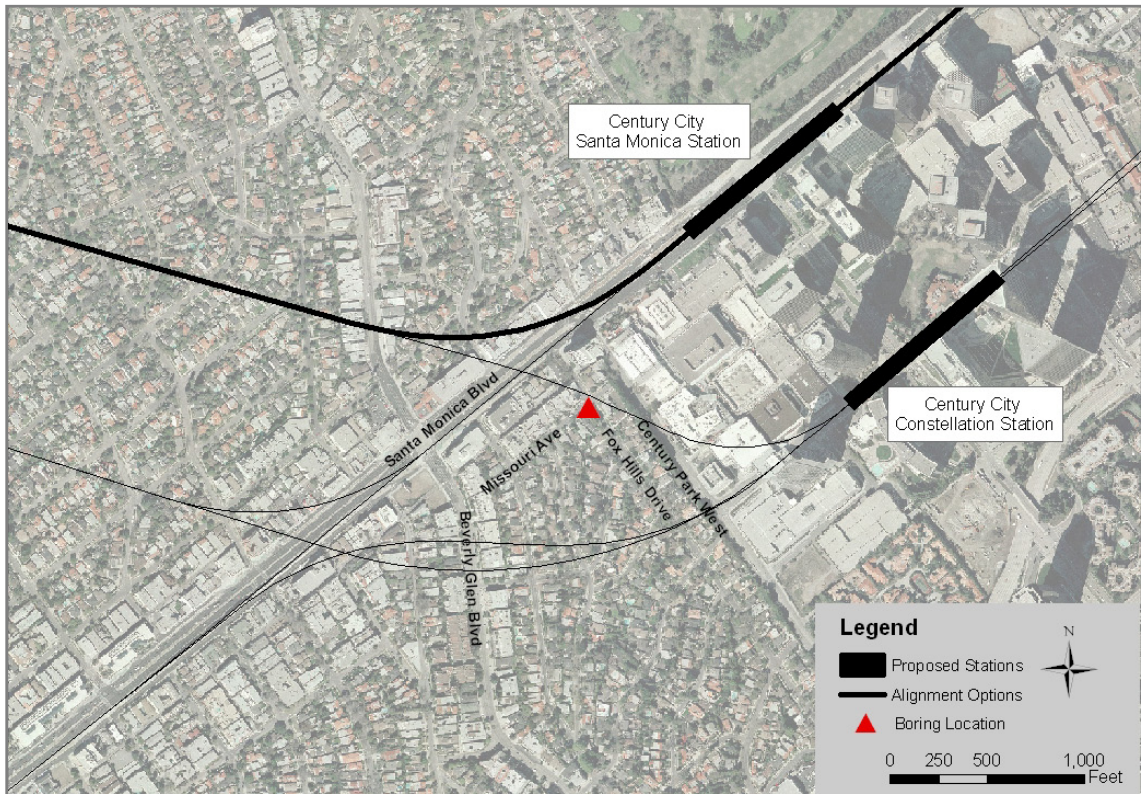 Century City
Santa Monica Station
Century City
Constellation Station
Santa Monica Blvd
Missouri Ave
Fox Hills Drive
Century Park West
Beverly Glen Blvd
Legend
N
Proposed Stations
Alignment Options
Boring Location
0 250 500 1,000
Feet